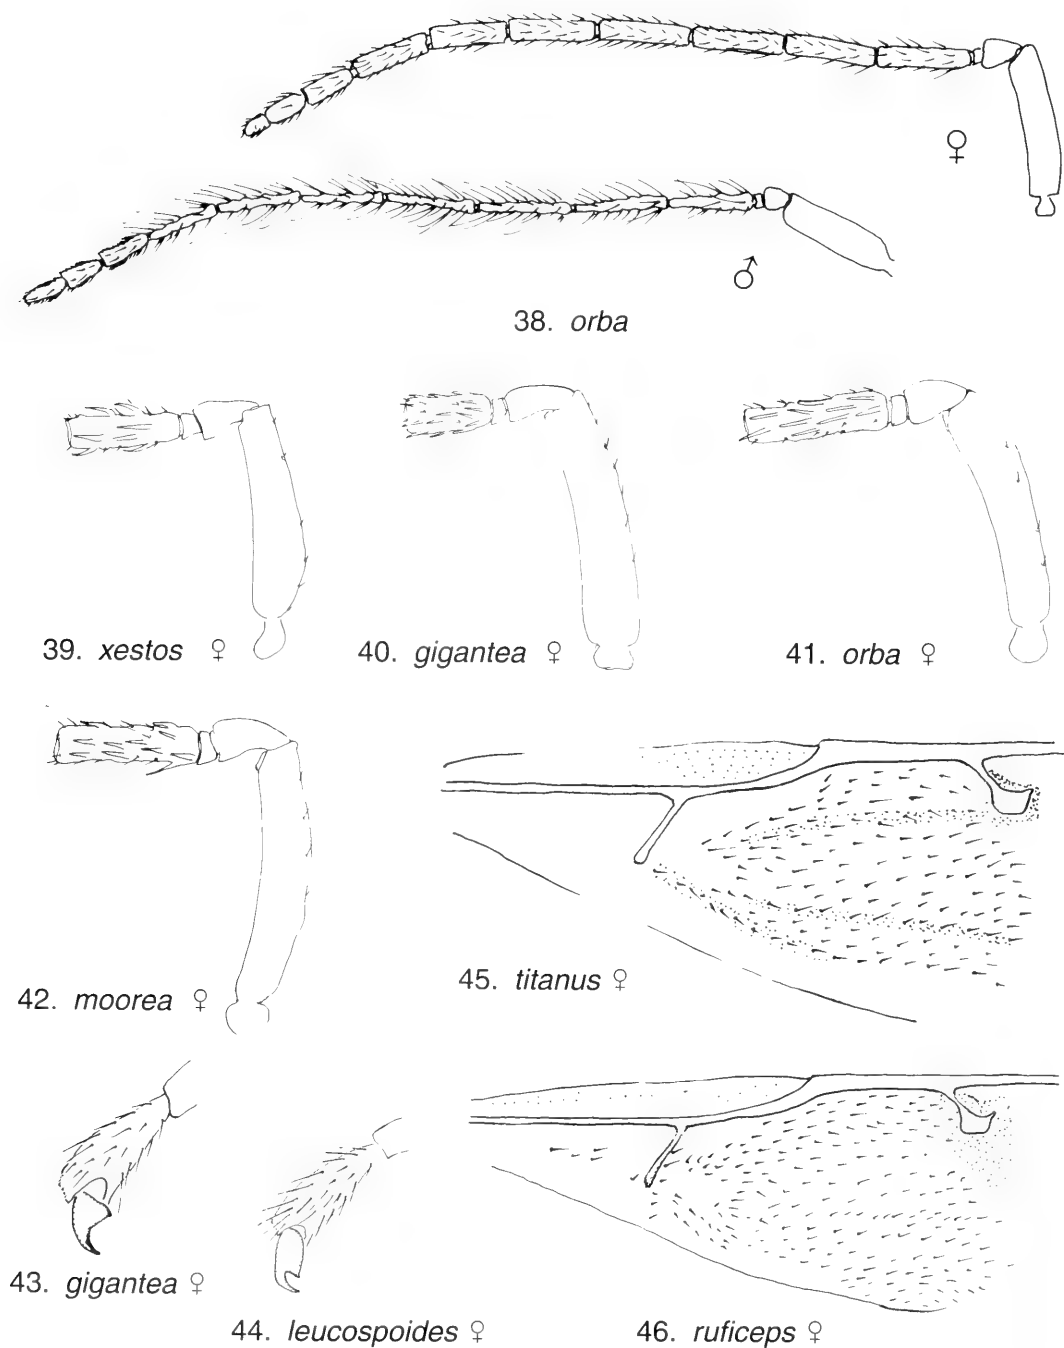 ♀
♂
38. orba
39. xestos ♀
40. gigantea ♀
41. orba ♀
42. moorea ♀
45. titanus ♀
43. gigantea ♀
44. leucospoides ♀
46. ruficeps ♀